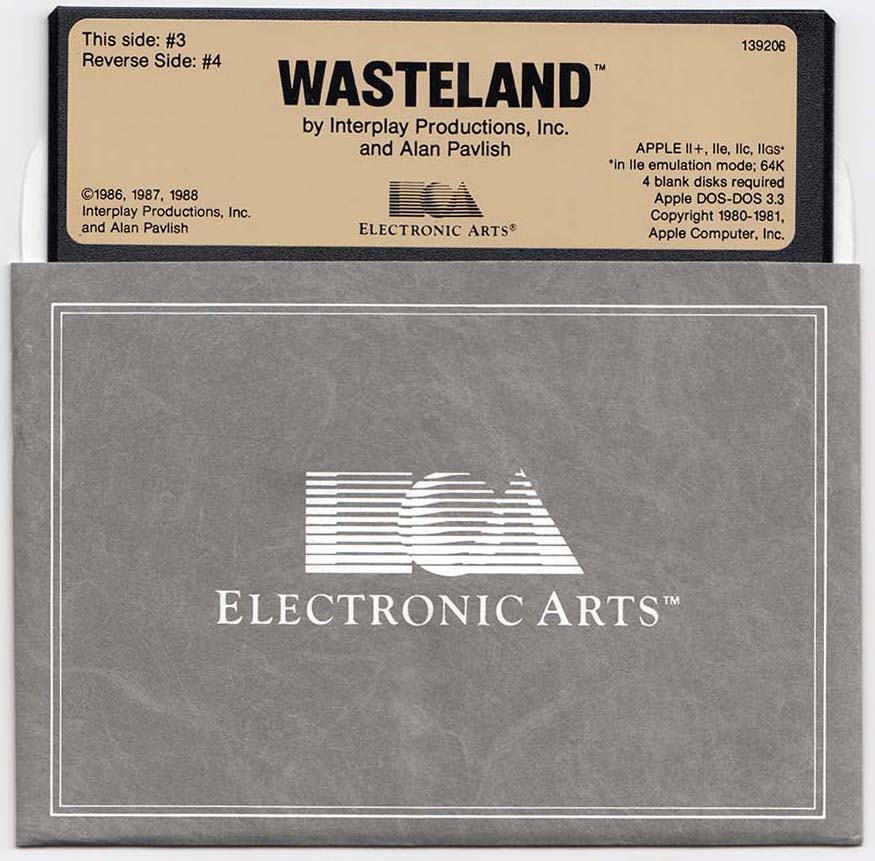 This side: #3
Reverse Side: #4
139206
WASTELAND™
by Interplay Productions, Inc.
and Alan Pavlish
©1986, 1987, 1988
Interplay Productions, Inc.
and Alan Pavlish
ELECTRONIC ARTS®
APPLE II+, IIe, IIc, IIGS*
*in IIe emulation mode; 64K
4 blank disks required
Apple DOS-DOS 3.3
Copyright 1980-1981,
Apple Computer, Inc.
ELECTRONIC ARTS™